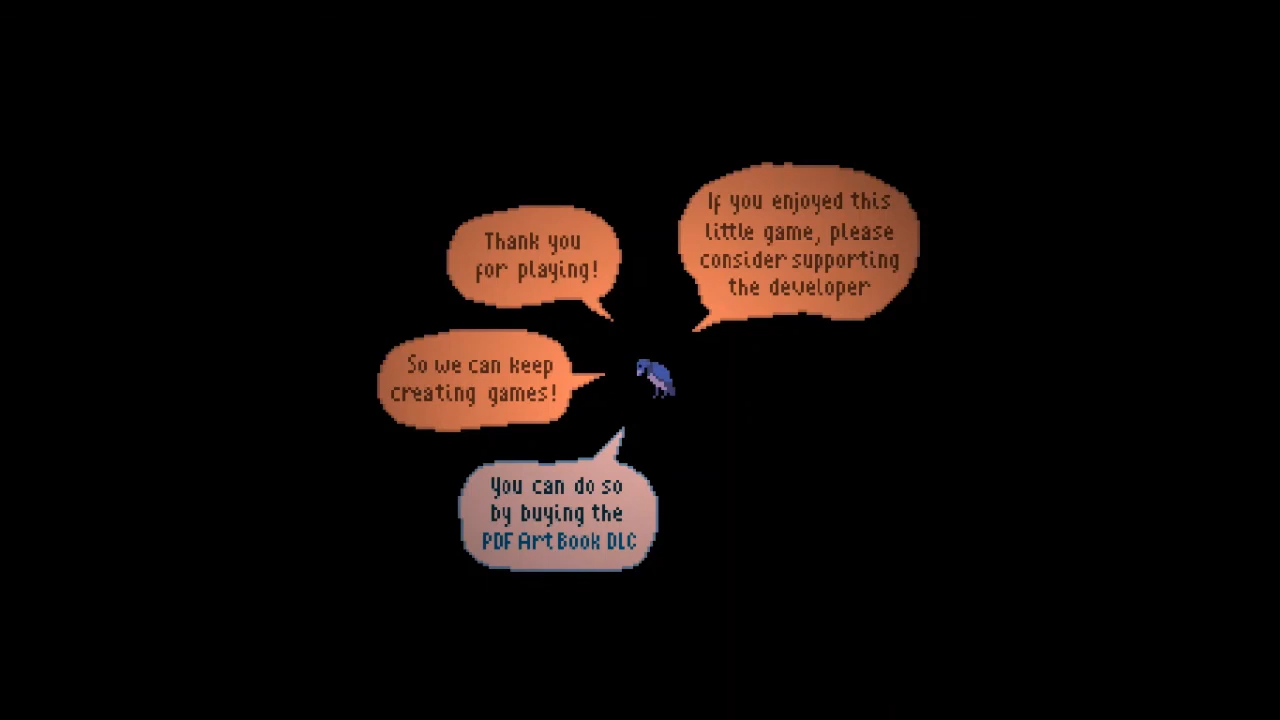 Thank you
for playing!
If you enjoyed this
little game, please
consider supporting
the developer
So we can keep
creating games!
You can do so
by buying the
PDF Art Book DLC